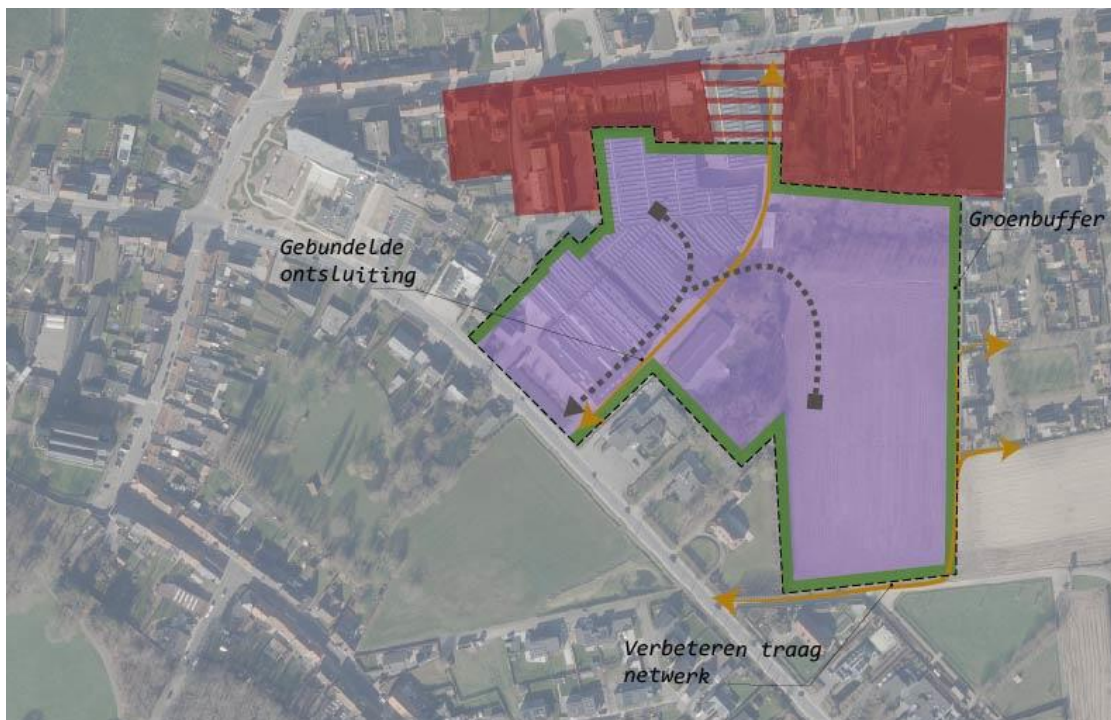 Gebundelde
ontsluiting
Groenbuffer
Verbeteren traag
netwerk